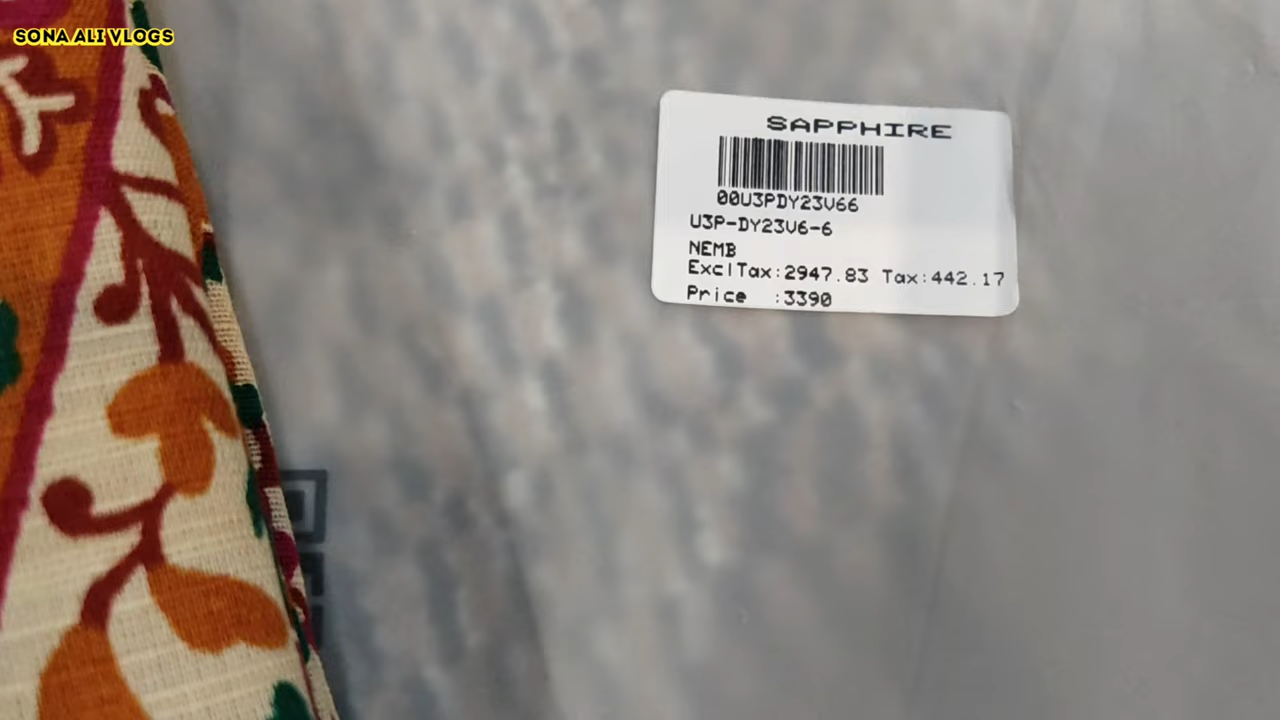 SONA ALI VLOGS
SAPPHIRE
00U3PDY23V66
U3P-DY23V6-6
NEMB
ExclTax:2947.83 Tax:442.17
Price :3390